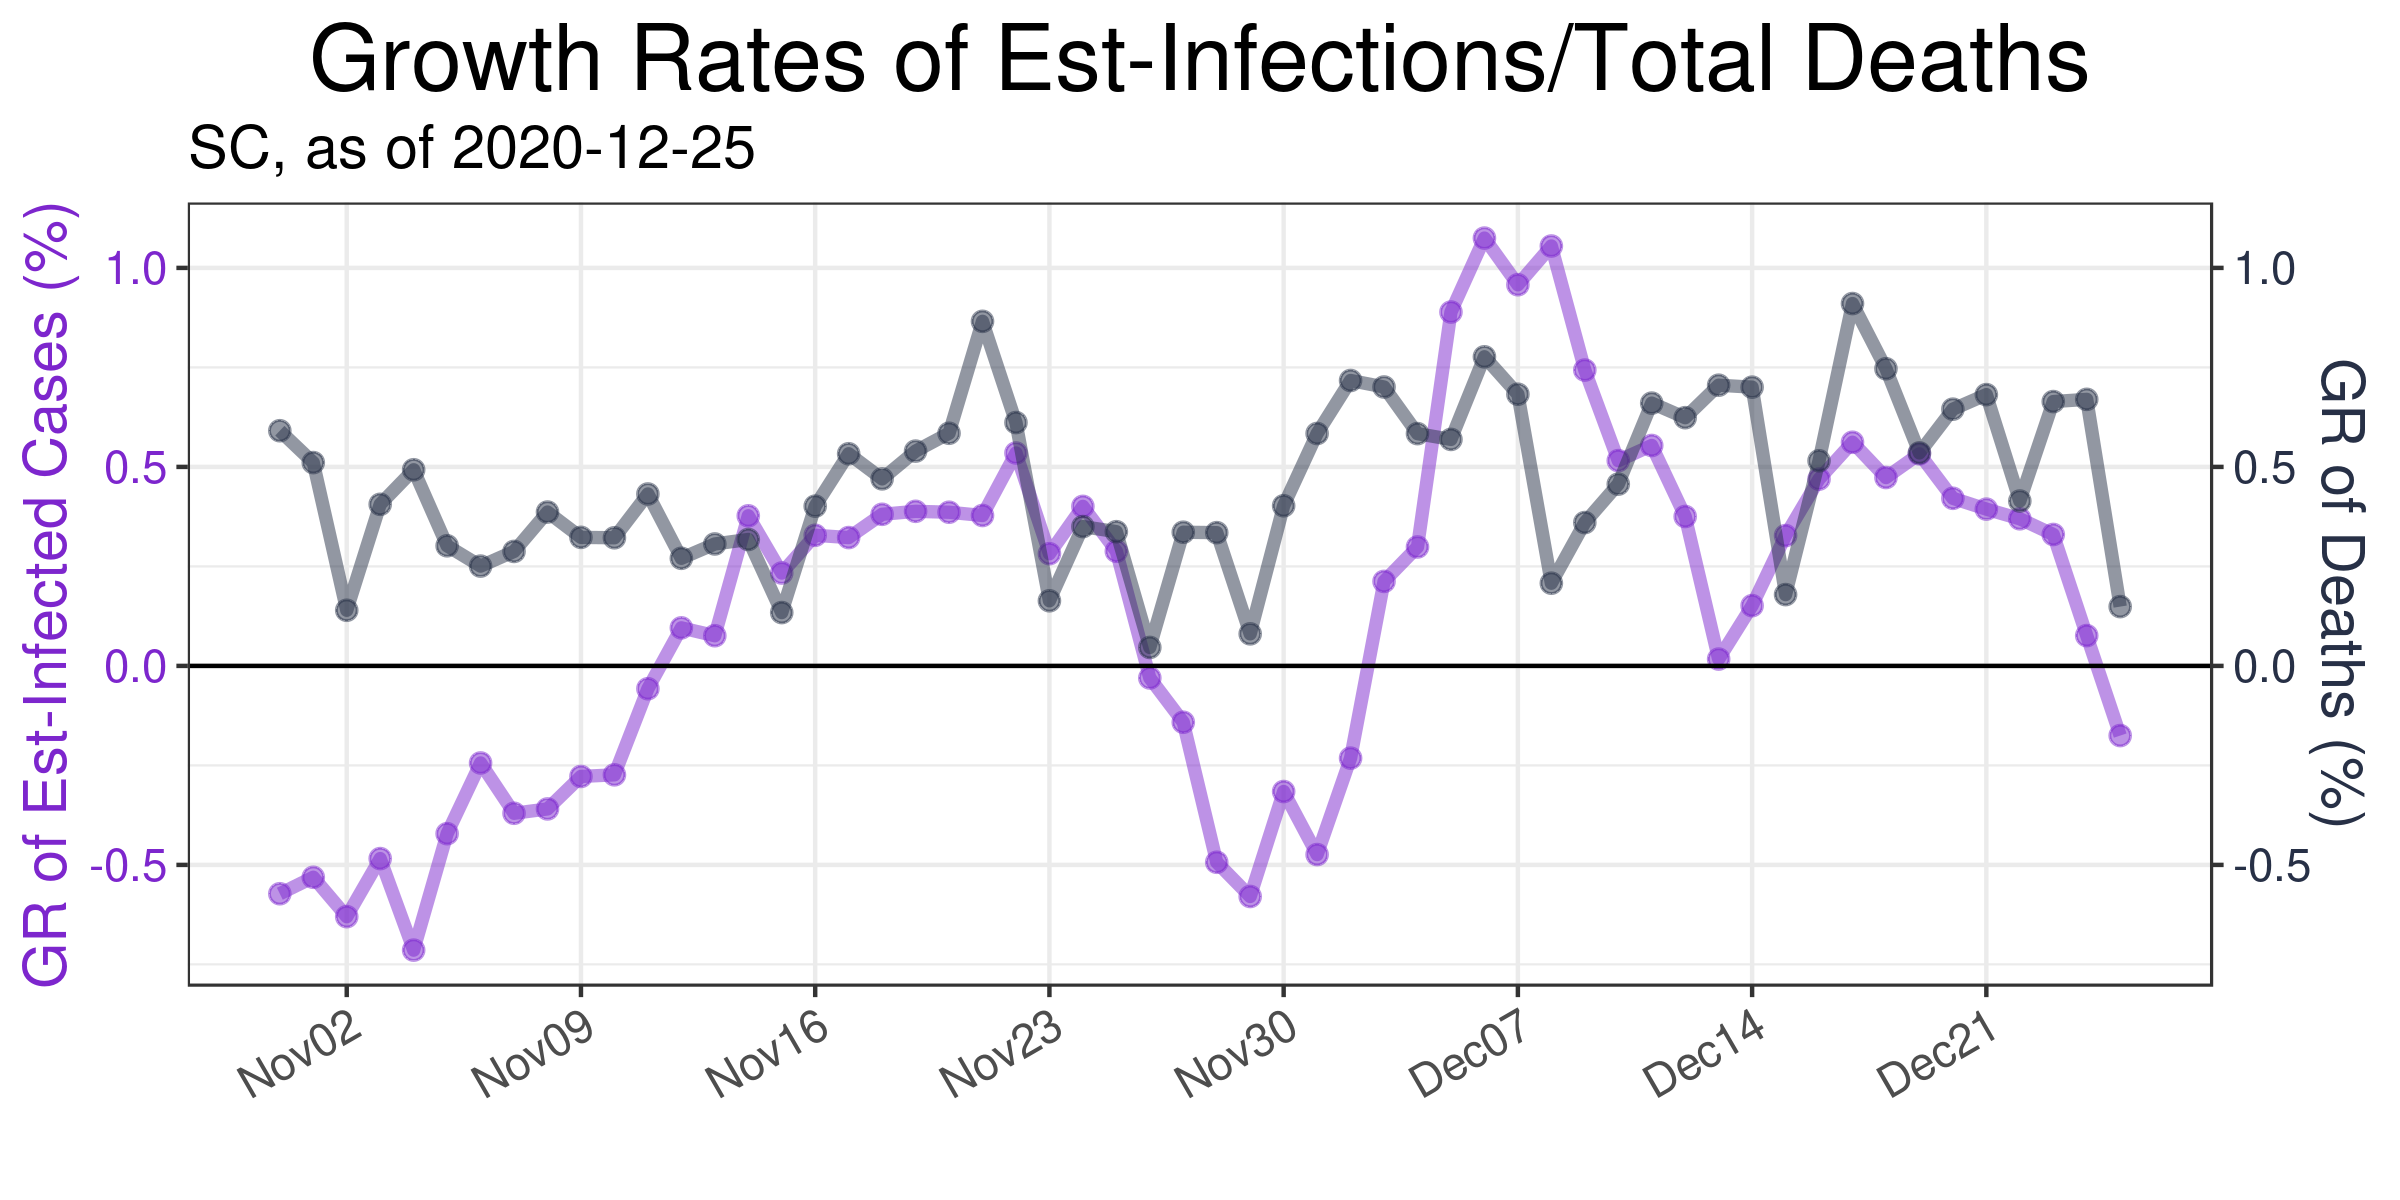 Growth Rates of Est-Infections/Total Deaths
SC, as of 2020-12-25
GR of Est-Infected Cases (%)
1.0
0.5
0.0
-0.5
1.0
0.5
0.0
-0.5
GR of Deaths (%)
Nov02
Nov09
Nov16
Nov23
Nov30
Dec07
Dec14
Dec21